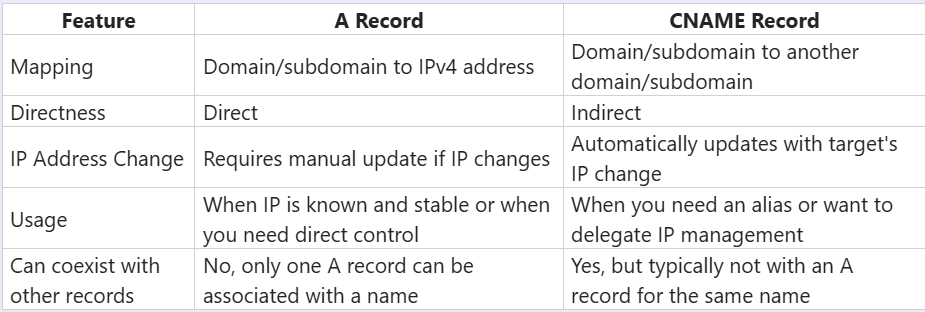 Feature A Record CNAME Record
Mapping Domain/subdomain to IPv4 address Domain/subdomain to another
domain/subdomain
Directness Direct Indirect
IP Address Change Requires manual update if IP changes Automatically updates with target's
IP change
Usage When IP is known and stable or when When you need an alias or want to
you need direct control delegate IP management
Can coexist with No, only one A record can be Yes, but typically not with an A
other records associated with a name record for the same name